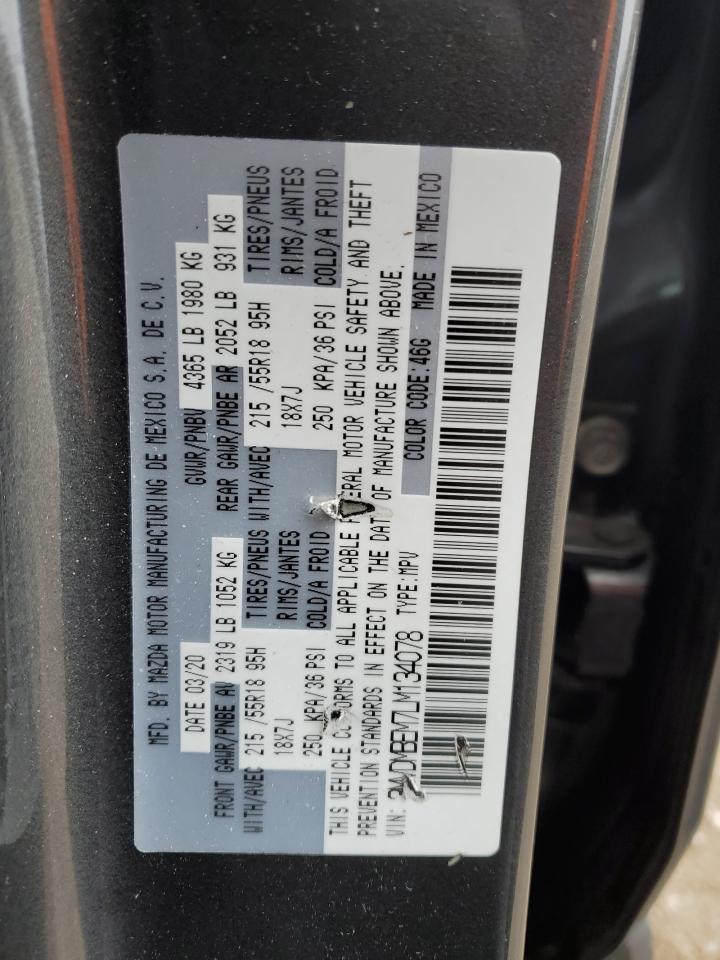 MFD. BY MAZDA MOTOR MANUFACTURING DE MEXICO S.A. DE C.V.
DATE 03/20 GVWR/PNBV 4365 LB 1980 KG
FRONT GAWR/PNBE AV 2319 LB 1052 KG REAR GAWR/PNBE AR 2052 LB 931 KG
WITH/AVEC 215 /55R18 95H TIRES/PNEUS WITH/AVEC 215 /55R18 95H TIRES/PNEUS
18X7J RIMS/JANTES 18X7J RIMS/JANTES
250 KPA/36 PSI COLD/A FROID 250 KPA/36 PSI COLD/A FROID
THIS VEHICLE CONFORMS TO ALL APPLICABLE FEDERAL MOTOR VEHICLE SAFETY AND THEFT
PREVENTION STANDARDS IN EFFECT ON THE DATE OF MANUFACTURE SHOWN ABOVE.
VIN: 3MVDMBEM7LM134078 TYPE:MPV COLOR CODE:46G MADE IN MEXICO